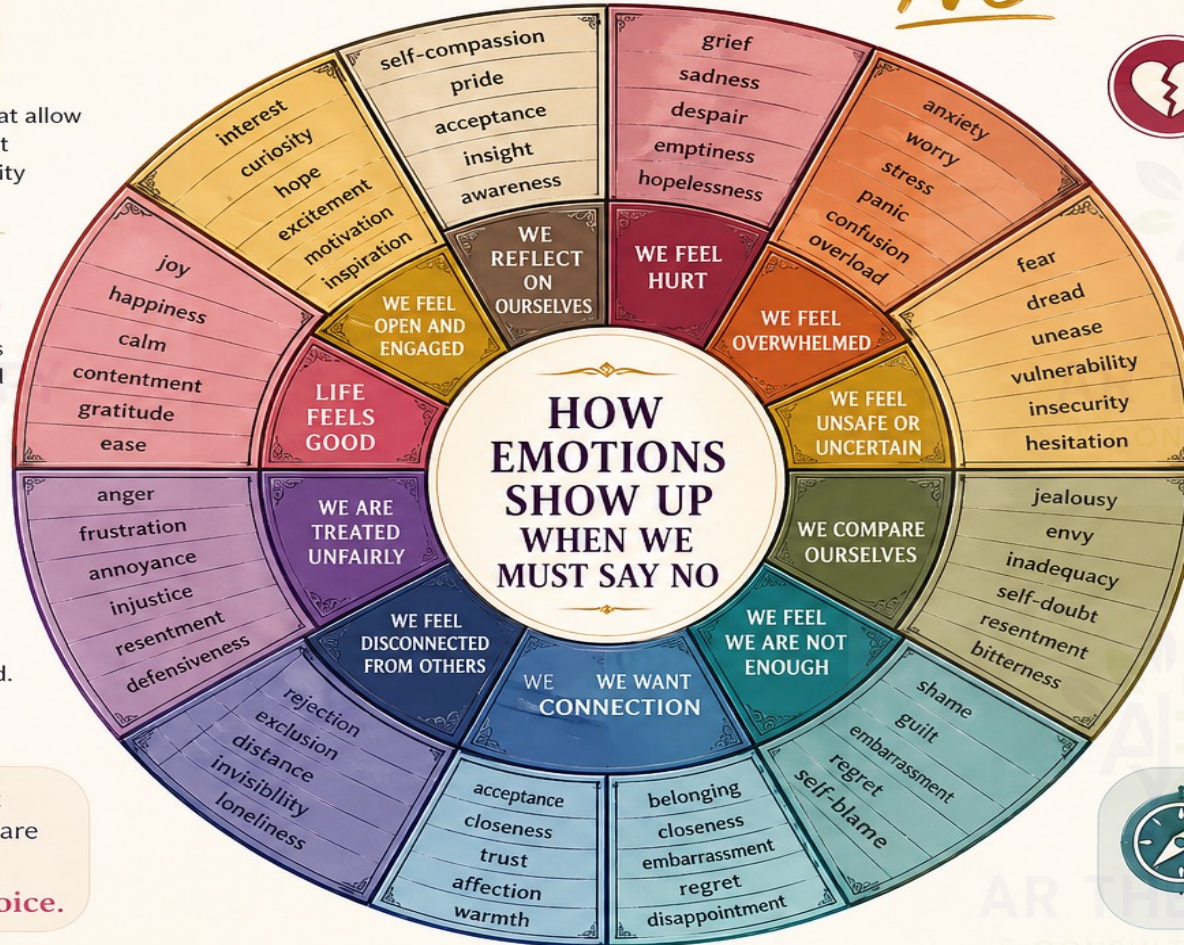 No
at allow
t
ity
s
d
d.
t
are
oice.
HOW
EMOTIONS
SHOW UP
WHEN WE
MUST SAY NO
WE FEEL
HURT
grief
sadness
despair
emptiness
hopelessness
WE FEEL
OVERWHELMED
anxiety
worry
stress
panic
confusion
overload
WE FEEL
UNSAFE OR
UNCERTAIN
fear
dread
unease
vulnerability
insecurity
hesitation
WE COMPARE
OURSELVES
jealousy
envy
inadequacy
self-doubt
resentment
bitterness
WE FEEL
WE ARE NOT
ENOUGH
shame
guilt
embarrassment
regret
self-blame
WE WE WANT
CONNECTION
belonging
closeness
embarrassment
regret
disappointment
acceptance
closeness
trust
affection
warmth
WE FEEL
DISCONNECTED
FROM OTHERS
rejection
exclusion
distance
invisibility
loneliness
WE ARE
TREATED
UNFAIRLY
anger
frustration
annoyance
injustice
resentment
defensiveness
LIFE
FEELS
GOOD
joy
happiness
calm
contentment
gratitude
ease
WE FEEL
OPEN AND
ENGAGED
interest
curiosity
hope
excitement
motivation
inspiration
WE
REFLECT
ON
OURSELVES
self-compassion
pride
acceptance
insight
awareness
AR THE